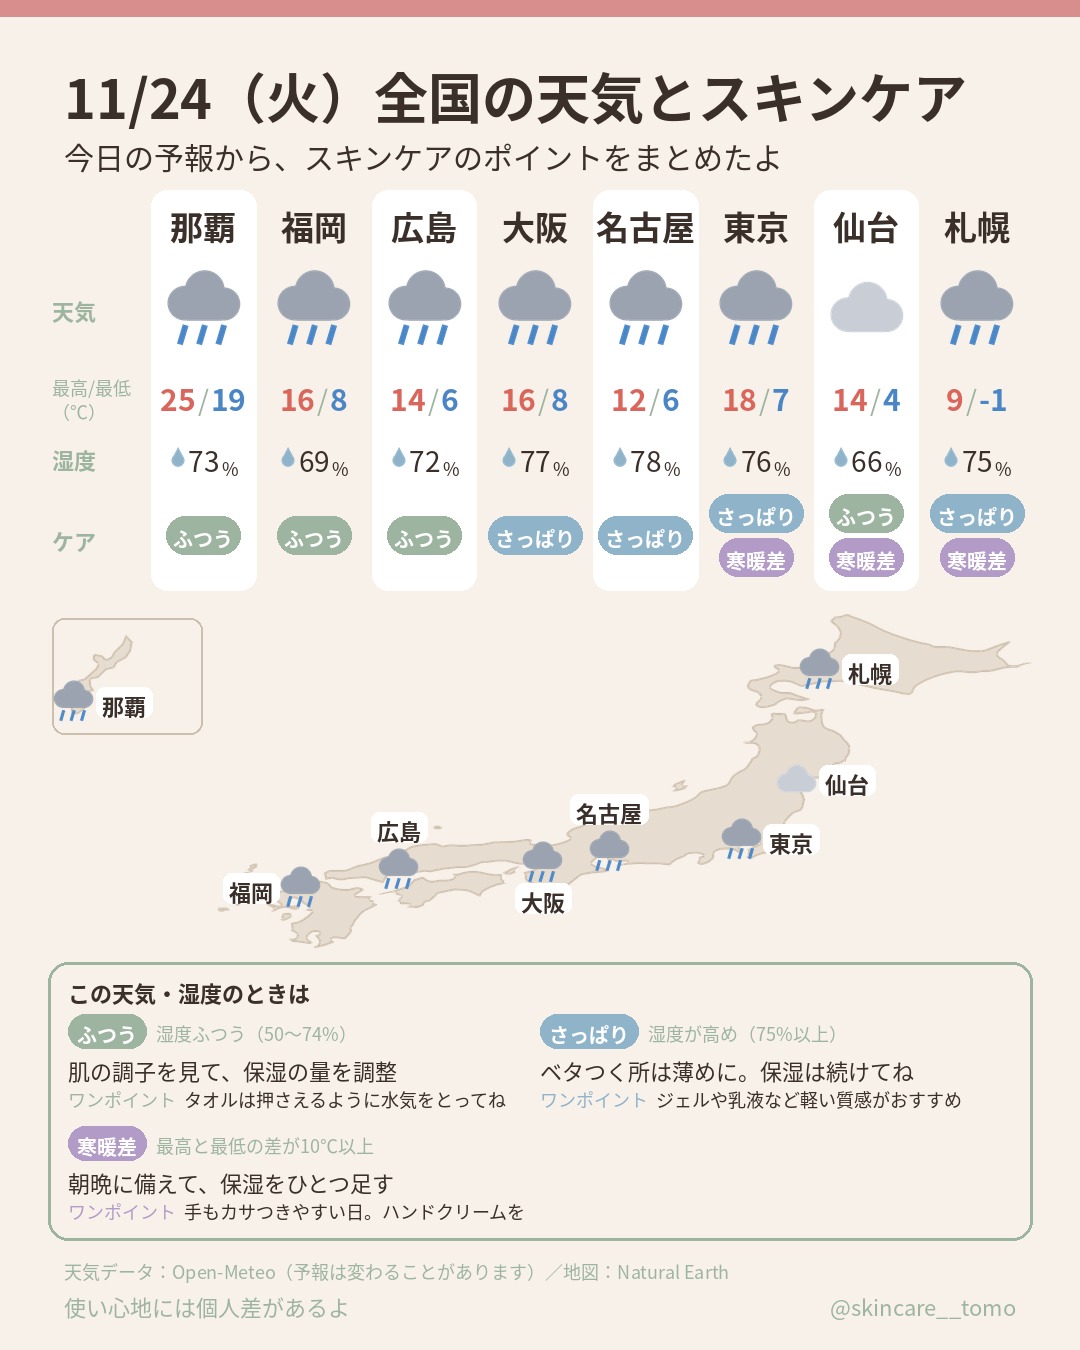 11/24（火）全国の天気とスキンケア
今日の予報から、スキンケアのポイントをまとめたよ
那覇 福岡 広島 大阪 名古屋 東京 仙台 札幌
天気
最高/最低（℃） 25/19 16/8 14/6 16/8 12/6 18/7 14/4 9/-1
湿度 73% 69% 72% 77% 78% 76% 66% 75%
ケア ふつう ふつう ふつう さっぱり さっぱり さっぱり 寒暖差 ふつう 寒暖差 さっぱり 寒暖差
那覇
札幌
仙台
名古屋
広島
東京
福岡
大阪
この天気・湿度のときは
ふつう 湿度ふつう（50〜74%）
肌の調子を見て、保湿の量を調整
ワンポイント タオルは押さえるように水気をとってね
さっぱり 湿度が高め（75%以上）
ベタつく所は薄めに。保湿は続けてね
ワンポイント ジェルや乳液など軽い質感がおすすめ
寒暖差 最高と最低の差が10℃以上
朝晩に備えて、保湿をひとつ足す
ワンポイント 手もカサつきやすい日。ハンドクリームを
天気データ：Open-Meteo（予報は変わることがあります）／地図：Natural Earth
使い心地には個人差があるよ
@skincare__tomo